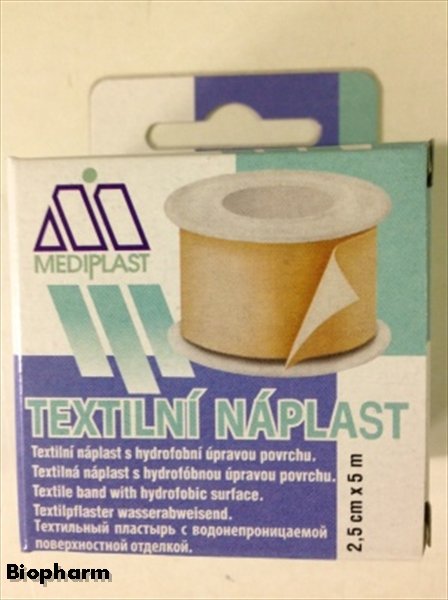 MEDIPLAST
TEXTILNÍ NÁPLAST
Textilní náplast s hydrofobní úpravou povrchu.
Textilná náplast s hydrofóbnou úpravou povrchu.
Textile band with hydrofobic surface.
Textilpflaster wasserabweisend.
Текстильный пластырь с водонепроницаемой
поверхностной отделкой.
2,5 cm x 5 m
Biopharm